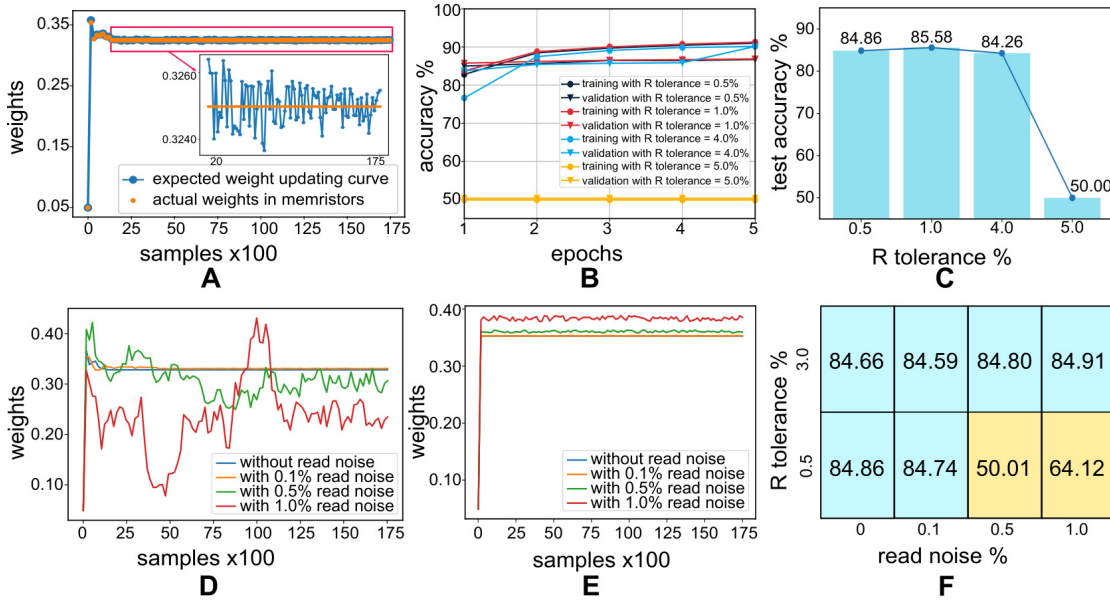 0.35
0.25
0.15
0.05
weights
0.3260
0.3240
20
175
expected weight updating curve
actual weights in memristors
0
25
50
75
100
125
150
175
samples x100
A
100
90
80
70
60
50
accuracy %
training with R tolerance = 0.5%
validation with R tolerance = 0.5%
training with R tolerance = 1.0%
validation with R tolerance = 1.0%
training with R tolerance = 4.0%
validation with R tolerance = 4.0%
training with R tolerance = 5.0%
validation with R tolerance = 5.0%
1
2
3
4
5
epochs
B
90
80
70
60
50
test accuracy %
84.86
85.58
84.26
50.00
0.5
1.0
4.0
5.0
R tolerance %
C
0.40
0.30
0.20
0.10
weights
without read noise
with 0.1% read noise
with 0.5% read noise
with 1.0% read noise
0
25
50
75
100
125
150
175
samples x100
D
0.40
0.30
0.20
0.10
weights
without read noise
with 0.1% read noise
with 0.5% read noise
with 1.0% read noise
0
25
50
75
100
125
150
175
samples x100
E
R tolerance %
3.0
0.5
84.66 84.59 84.80 84.91
84.86 84.74 50.01 64.12
0 0.1 0.5 1.0
read noise %
F